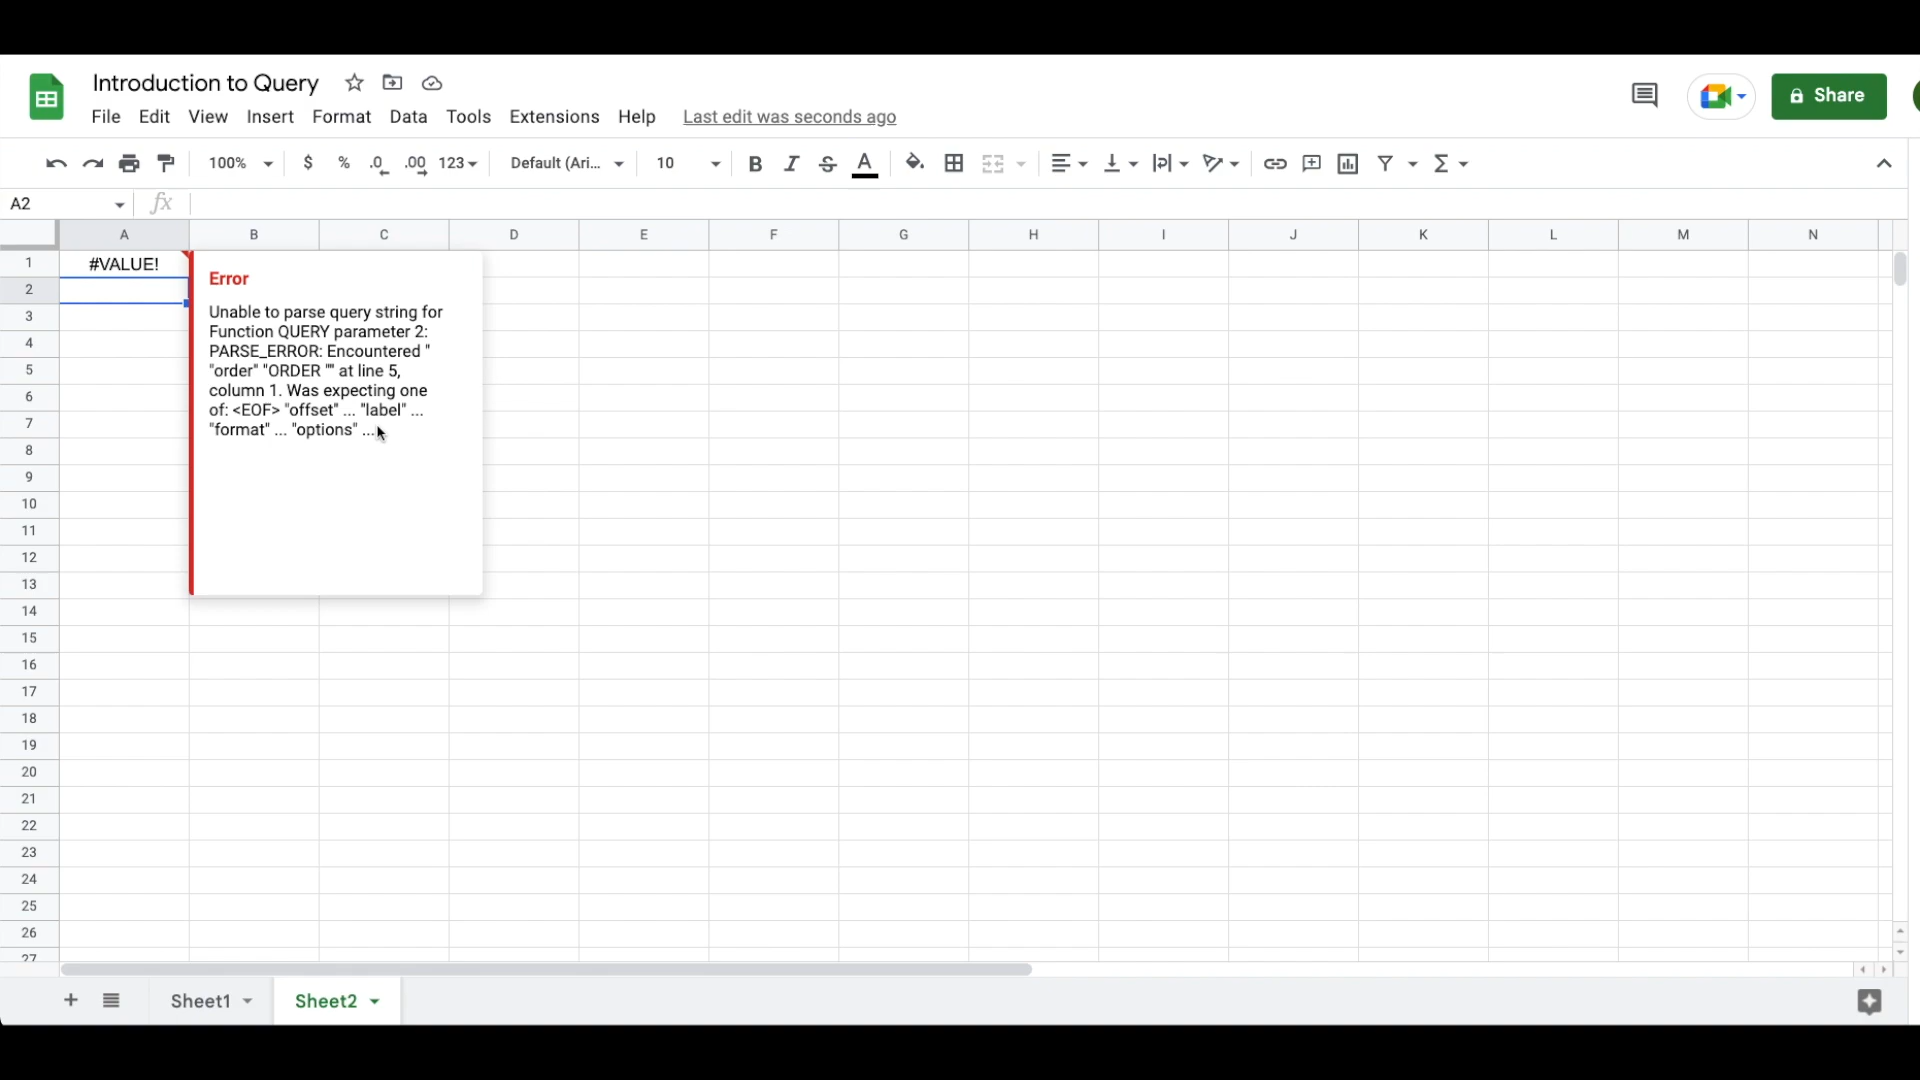 Introduction to Query
File Edit View Insert Format Data Tools Extensions Help Last edit was seconds ago
Share
100% $ % .0 .00 123 Default (Ari... 10 B I S A
A2 fx
A B C D E F G H I J K L M N
1 #VALUE!
2
3
4
5
6
7
8
9
10
11
12
13
14
15
16
17
18
19
20
21
22
23
24
25
26
27
Error
Unable to parse query string for
Function QUERY parameter 2:
PARSE_ERROR: Encountered "
"order" "ORDER "" at line 5,
column 1. Was expecting one
of: <EOF> "offset" ... "label" ...
"format" ... "options" ...
Sheet1 Sheet2